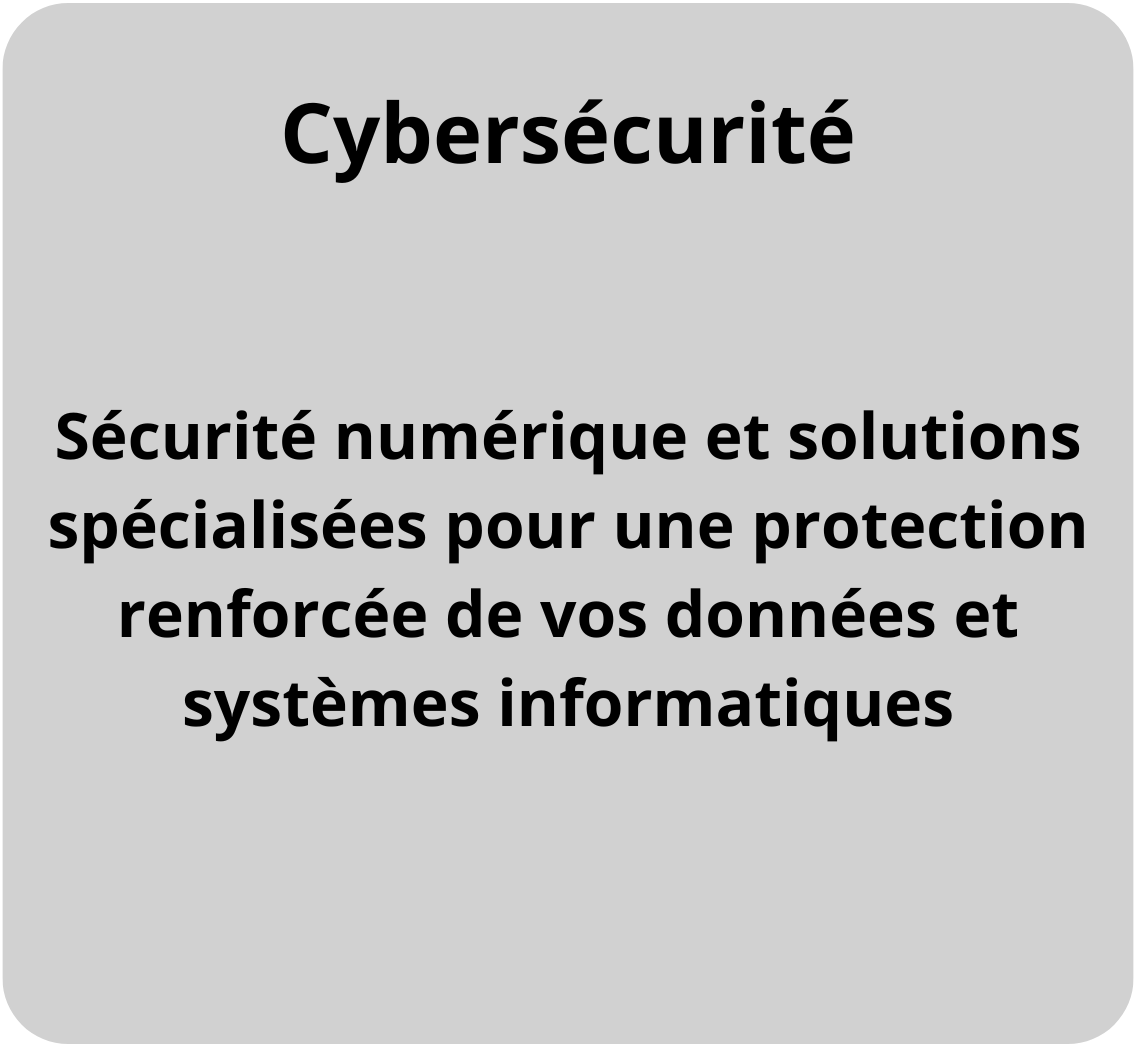 Cybersécurité
Sécurité numérique et solutions
spécialisées pour une protection
renforcée de vos données et
systèmes informatiques